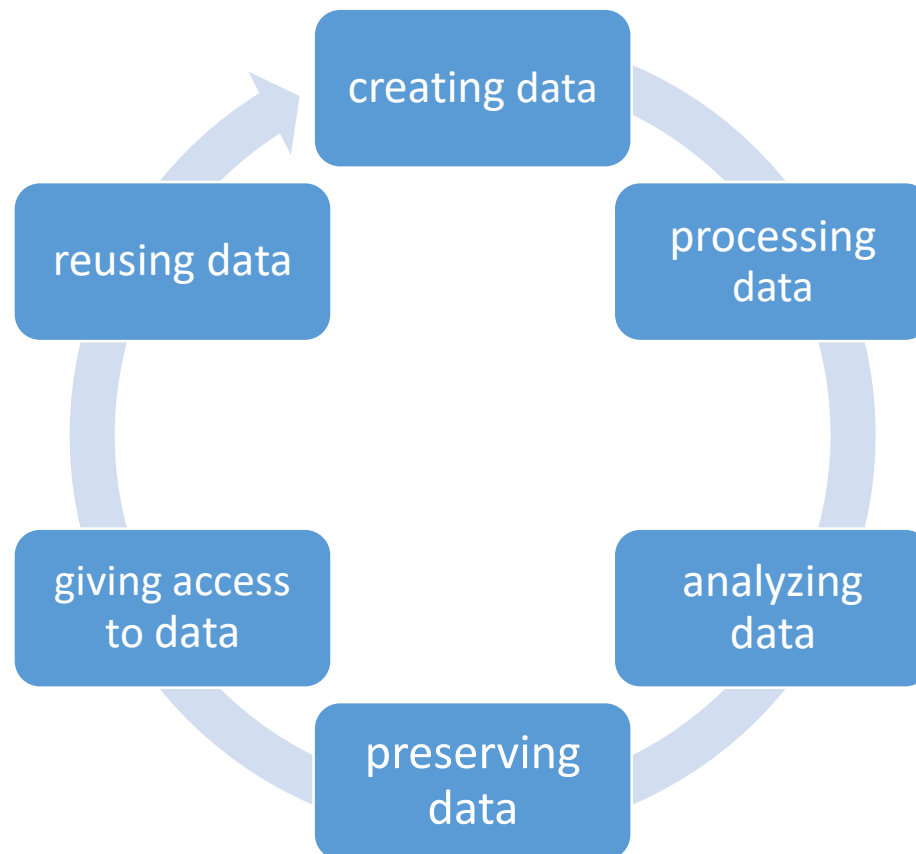 creating data
processing
data
analyzing
data
preserving
data
giving access
to data
reusing data